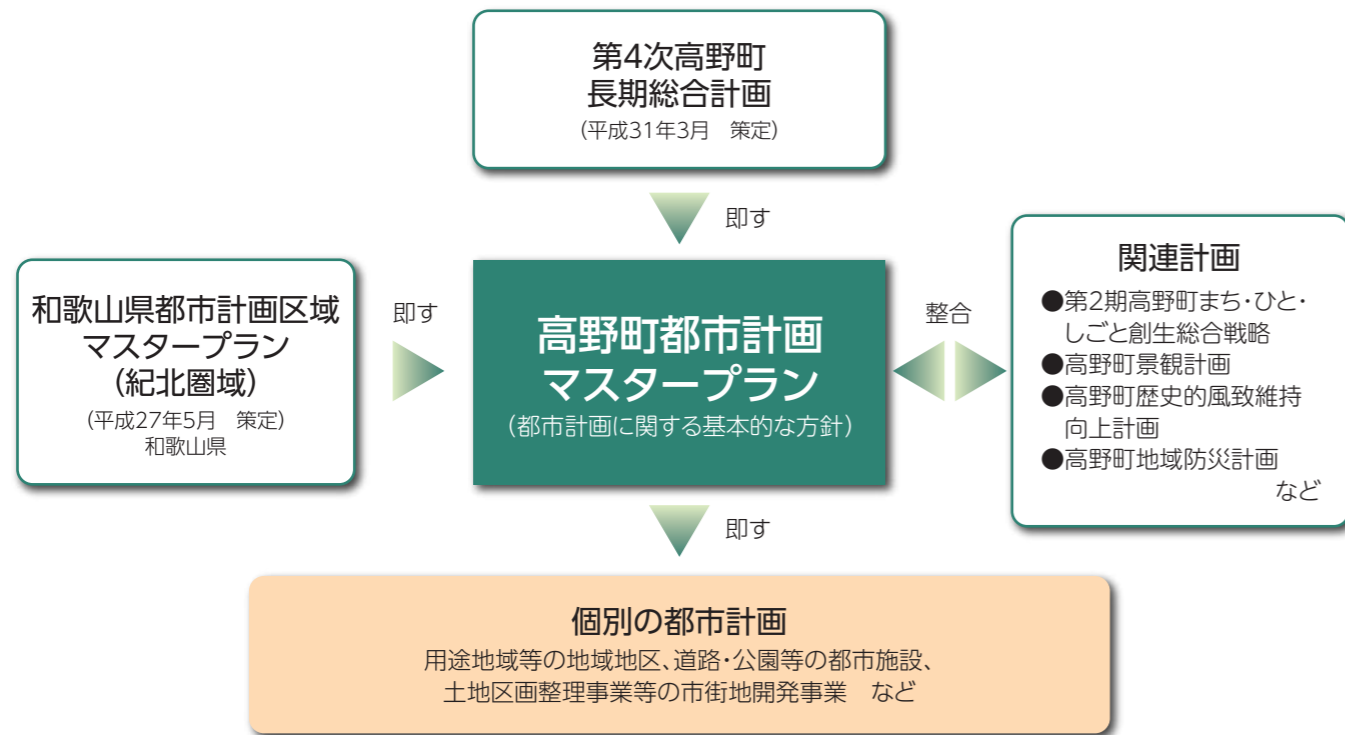 第4次高野町
長期総合計画
(平成31年3月　策定)
即す
和歌山県都市計画区域
マスタープラン
(紀北圏域)
(平成27年5月　策定)
和歌山県
即す
高野町都市計画
マスタープラン
(都市計画に関する基本的な方針)
整合
関連計画
●第2期高野町まち・ひと・
しごと創生総合戦略
●高野町景観計画
●高野町歴史的風致維持
向上計画
●高野町地域防災計画
など
即す
個別の都市計画
用途地域等の地域地区、道路・公園等の都市施設、
土地区画整理事業等の市街地開発事業　など